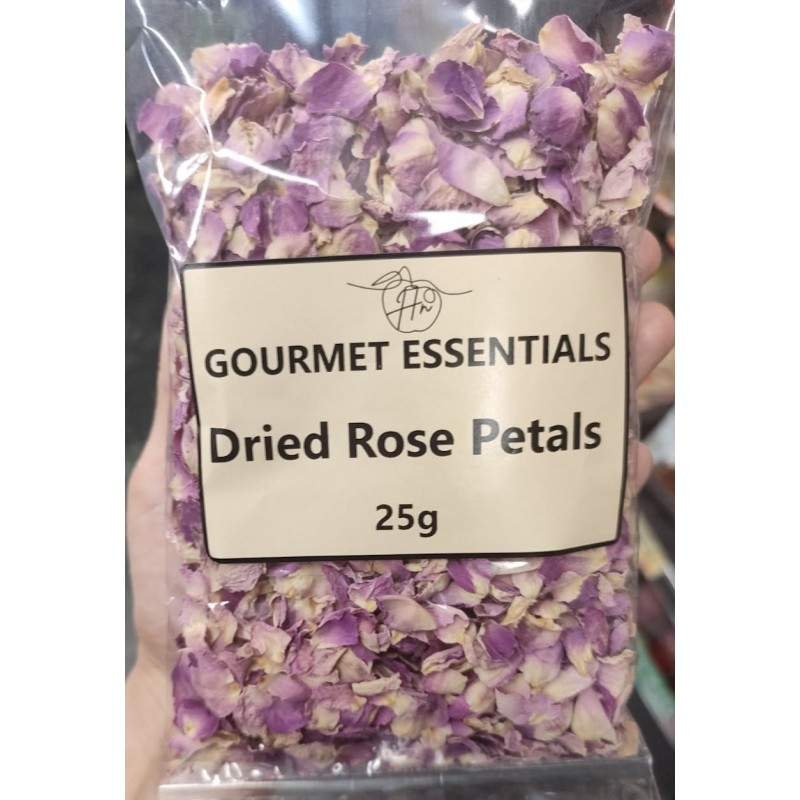 GOURMET ESSENTIALS
Dried Rose Petals
25g